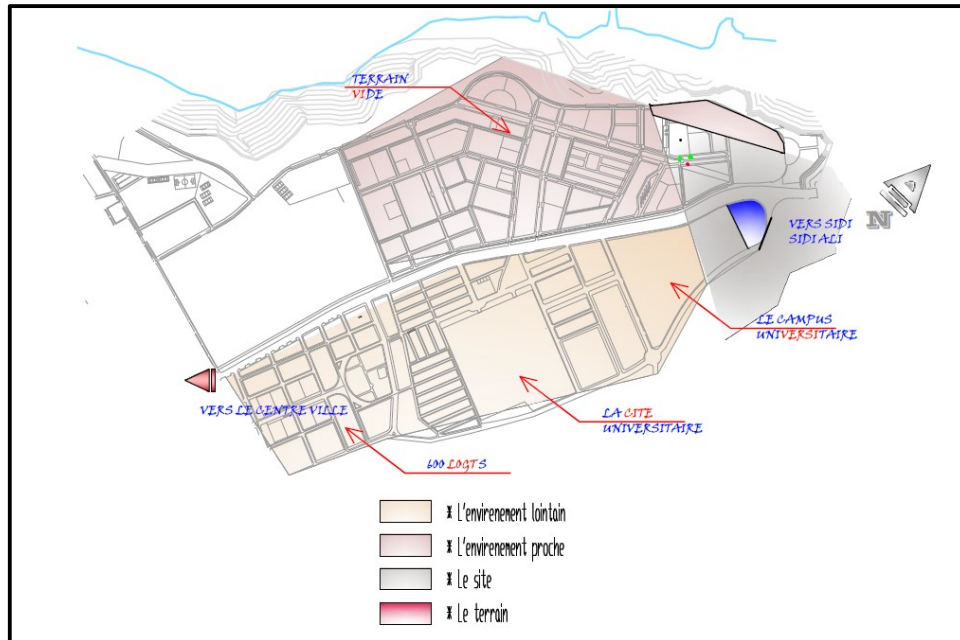 TERRAIN
VIDE
N
VERS SIDI
SIDI ALI
LE CAMPUS
UNIVERSITAIRE
VERS LE CENTRE VILLE
LA CITE
UNIVERSITAIRE
600 LOGTS
* L'envirenement lointain
* L'envirenement proche
* Le site
* Le terrain